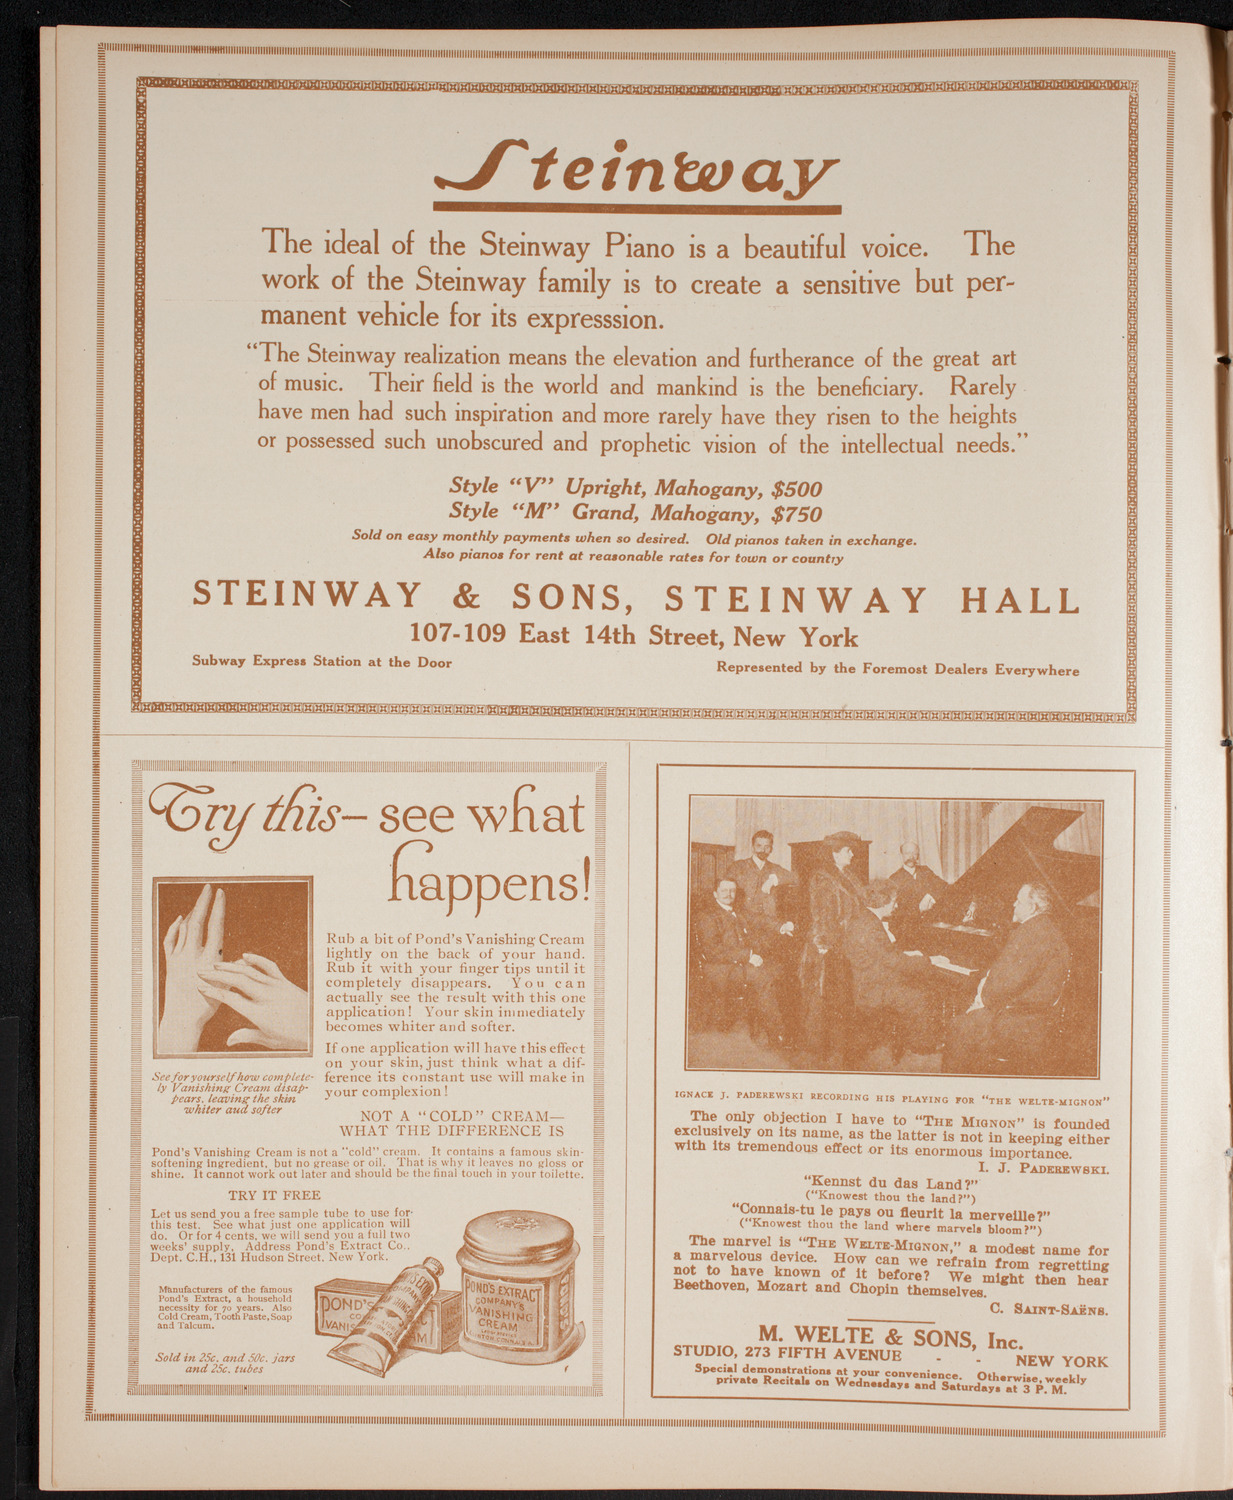 Steinway
The ideal of the Steinway Piano is a beautiful voice. The
work of the Steinway family is to create a sensitive but per-
manent vehicle for its expresssion.
“The Steinway realization means the elevation and furtherance of the great art
of music. Their field is the world and mankind is the beneficiary. Rarely
have men had such inspiration and more rarely have they risen to the heights
or possessed such unobscured and prophetic vision of the intellectual needs.”
Style “V” Upright, Mahogany, $500
Style “M” Grand, Mahogany, $750
Sold on easy monthly payments when so desired. Old pianos taken in exchange.
Also pianos for rent at reasonable rates for town or country
STEINWAY & SONS, STEINWAY HALL
107-109 East 14th Street, New York
Subway Express Station at the Door
Represented by the Foremost Dealers Everywhere
Try this—see what
happens!
Rub a bit of Pond's Vanishing Cream
lightly on the back of your hand.
Rub it with your finger tips until it
completely disappears. You can
actually see the result with this one
application! Your skin immediately
becomes whiter and softer.
If one application will have this effect
on your skin, just think what a dif-
ference its constant use will make in
your complexion!
See for yourself how complete-
ly Vanishing Cream disap-
pears, leaving the skin
whiter and softer
NOT A “COLD” CREAM—
WHAT THE DIFFERENCE IS
Pond's Vanishing Cream is not a “cold” cream. It contains a famous skin-
softening ingredient, but no grease or oil. That is why it leaves no gloss or
shine. It cannot work out later and should be the final touch in your toilette.
TRY IT FREE
Let us send you a free sample tube to use for
this test. See what just one application will
do. Or for 4 cents, we will send you a full two
weeks' supply. Address Pond's Extract Co.,
Dept. C.H., 131 Hudson Street, New York.
Manufacturers of the famous
Pond's Extract, a household
necessity for 70 years. Also
Cold Cream, Tooth Paste, Soap
and Talcum.
Sold in 25c. and 50c. jars
and 25c. tubes
POND'S
CO
VANIS
AM
POND'S EXTRACT
COMPANY'S
VANISHING
CREAM
IGNACE J. PADEREWSKI RECORDING HIS PLAYING FOR “THE WELTE-MIGNON”
The only objection I have to “THE MIGNON” is founded
exclusively on its name, as the latter is not in keeping either
with its tremendous effect or its enormous importance.
I. J. PADEREWSKI.
“Kennst du das Land?”
(“Knowest thou the land?”)
“Connais-tu le pays ou fleurit la merveille?”
(“Knowest thou the land where marvels bloom?”)
The marvel is “THE WELTE-MIGNON,” a modest name for
a marvelous device. How can we refrain from regretting
not to have known of it before? We might then hear
Beethoven, Mozart and Chopin themselves.
C. SAINT-SAËNS.
M. WELTE & SONS, Inc.
STUDIO, 273 FIFTH AVENUE - - NEW YORK
Special demonstrations at your convenience. Otherwise, weekly
private Recitals on Wednesdays and Saturdays at 3 P. M.